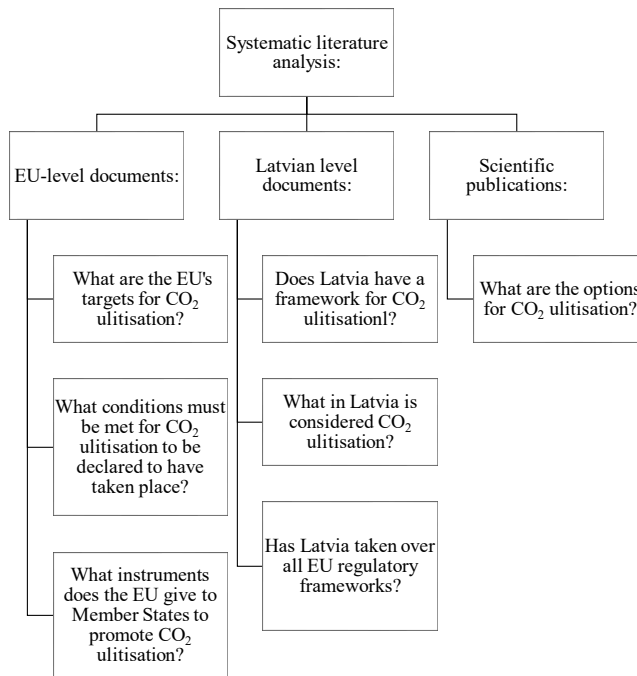 Systematic literature
analysis:
EU-level documents:
Latvian level
documents:
Scientific
publications:
What are the EU's
targets for CO₂
ulitisation?
Does Latvia have a
framework for CO₂
ulitisationl?
What are the options
for CO₂ ulitisation?
What conditions must
be met for CO₂
ulitisation to be
declared to have
taken place?
What in Latvia is
considered CO₂
ulitisation?
What instruments
does the EU give to
Member States to
promote CO₂
ulitisation?
Has Latvia taken over
all EU regulatory
frameworks?